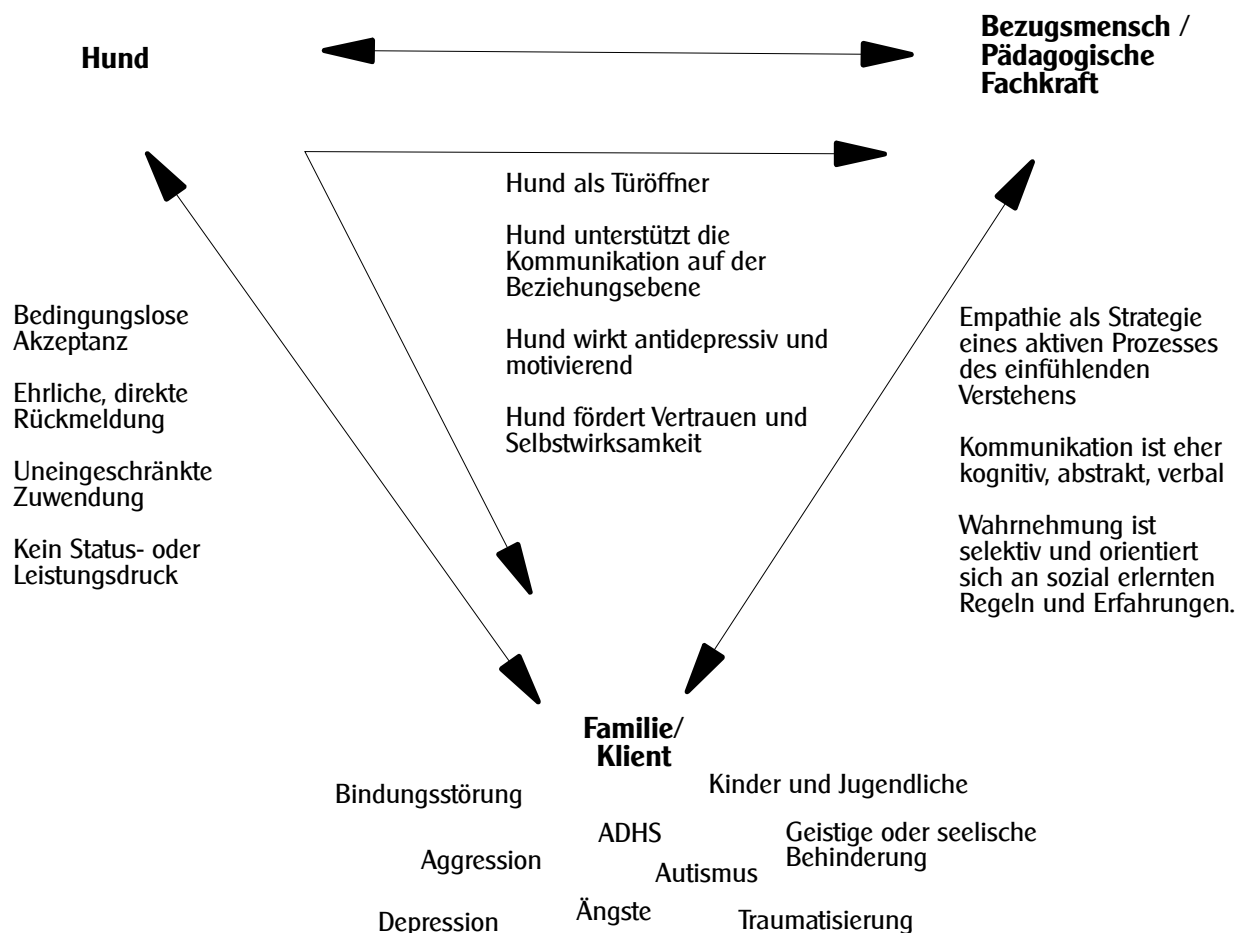 Hund
Bezugsmensch /
Pädagogische
Fachkraft
Hund als Türöffner
Hund unterstützt die
Kommunikation auf der
Beziehungsebene
Hund wirkt antidepressiv und
motivierend
Hund fördert Vertrauen und
Selbstwirksamkeit
Bedingungslose
Akzeptanz
Ehrliche, direkte
Rückmeldung
Uneingeschränkte
Zuwendung
Kein Status- oder
Leistungsdruck
Empathie als Strategie
eines aktiven Prozesses
des einfühlenden
Verstehens
Kommunikation ist eher
kognitiv, abstrakt, verbal
Wahrnehmung ist
selektiv und orientiert
sich an sozial erlernten
Regeln und Erfahrungen.
Familie/
Klient
Bindungsstörung
Kinder und Jugendliche
ADHS
Geistige oder seelische
Behinderung
Aggression
Autismus
Depression
Ängste
Traumatisierung